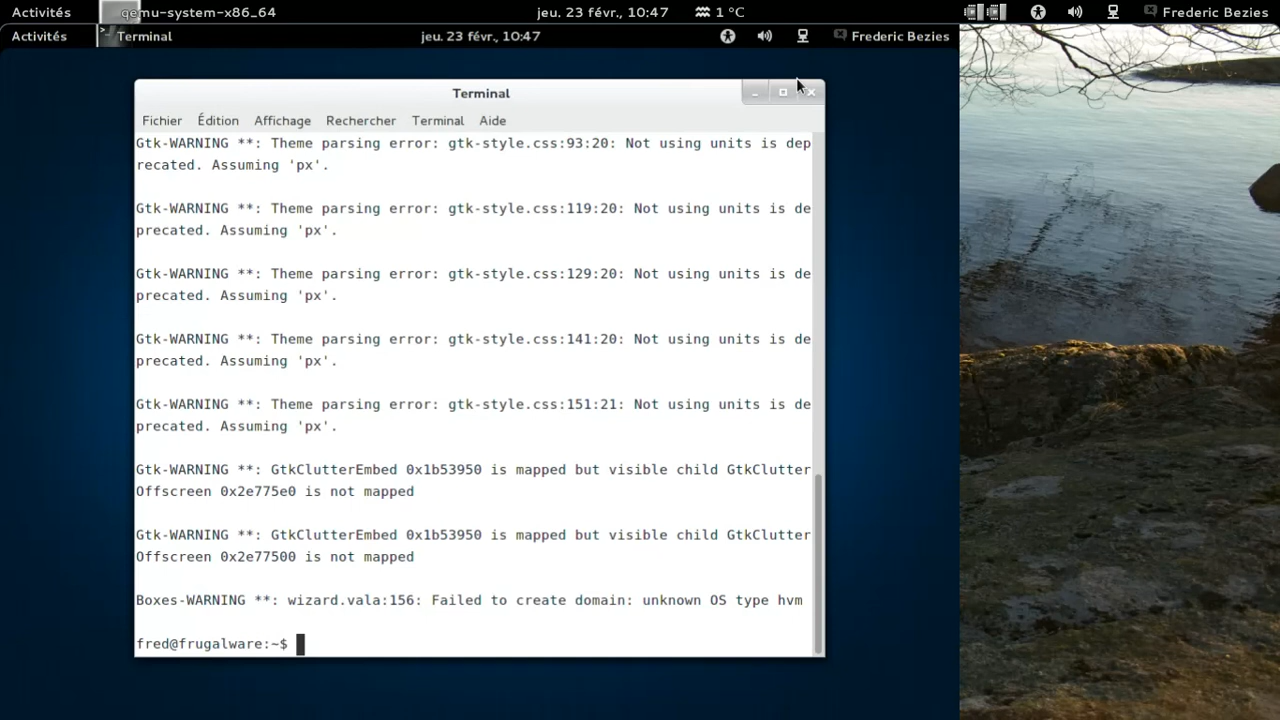 Activités qemu-system-x86_64 jeu. 23 févr., 10:47 1 °C Frederic Bezies
Activités Terminal jeu. 23 févr., 10:47 Frederic Bezies
Terminal
Fichier Édition Affichage Rechercher Terminal Aide
Gtk-WARNING **: Theme parsing error: gtk-style.css:93:20: Not using units is dep
recated. Assuming 'px'.
Gtk-WARNING **: Theme parsing error: gtk-style.css:119:20: Not using units is de
precated. Assuming 'px'.
Gtk-WARNING **: Theme parsing error: gtk-style.css:129:20: Not using units is de
precated. Assuming 'px'.
Gtk-WARNING **: Theme parsing error: gtk-style.css:141:20: Not using units is de
precated. Assuming 'px'.
Gtk-WARNING **: Theme parsing error: gtk-style.css:151:21: Not using units is de
precated. Assuming 'px'.
Gtk-WARNING **: GtkClutterEmbed 0x1b53950 is mapped but visible child GtkClutter
Offscreen 0x2e775e0 is not mapped
Gtk-WARNING **: GtkClutterEmbed 0x1b53950 is mapped but visible child GtkClutter
Offscreen 0x2e77500 is not mapped
Boxes-WARNING **: wizard.vala:156: Failed to create domain: unknown OS type hvm
fred@frugalware:~$